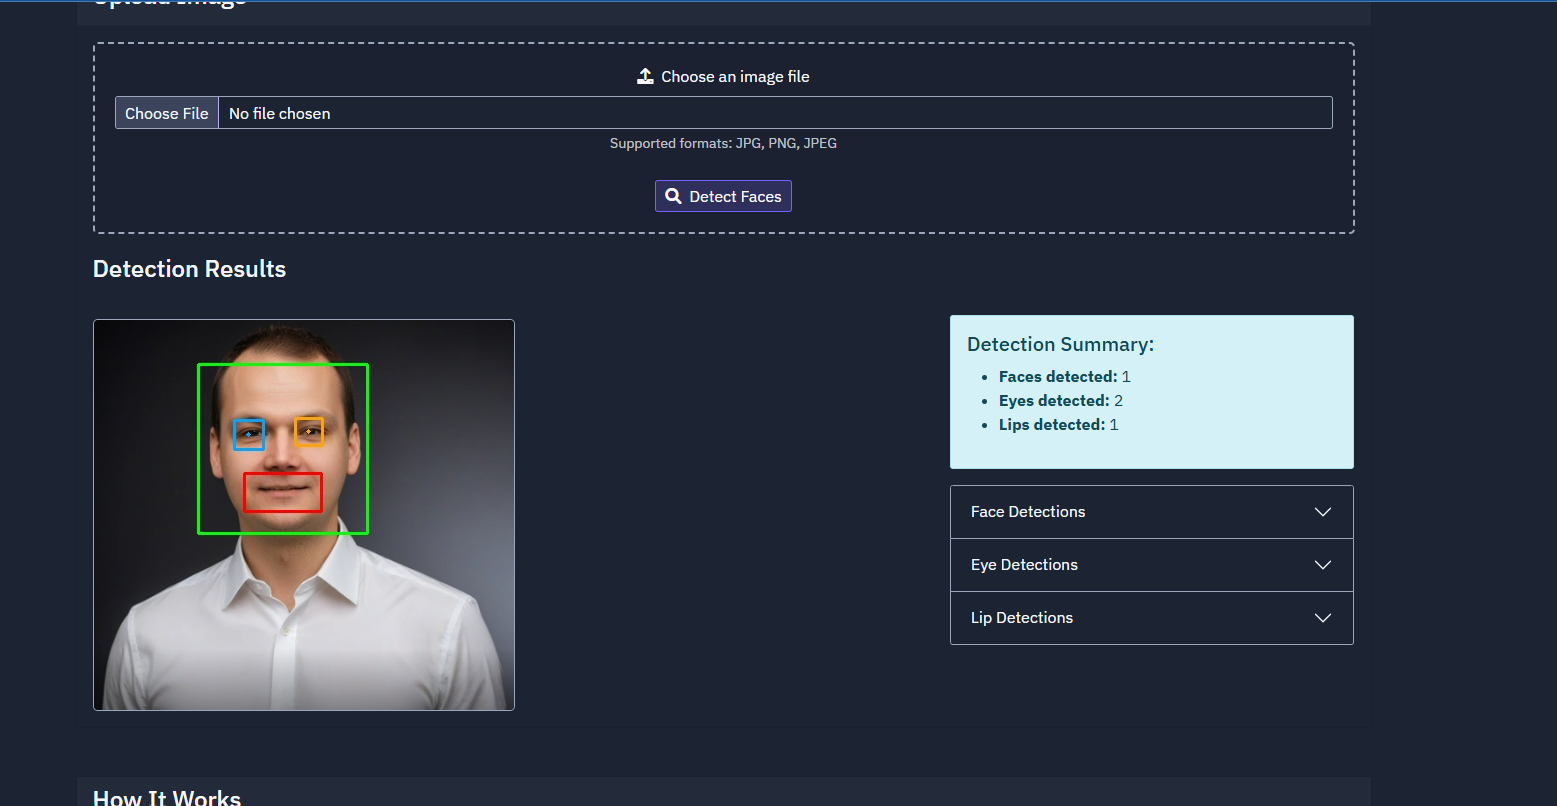 Upload Image
Choose an image file
Choose File No file chosen
Supported formats: JPG, PNG, JPEG
Detect Faces
Detection Results
Detection Summary:
• Faces detected: 1
• Eyes detected: 2
• Lips detected: 1
Face Detections
Eye Detections
Lip Detections
How It Works